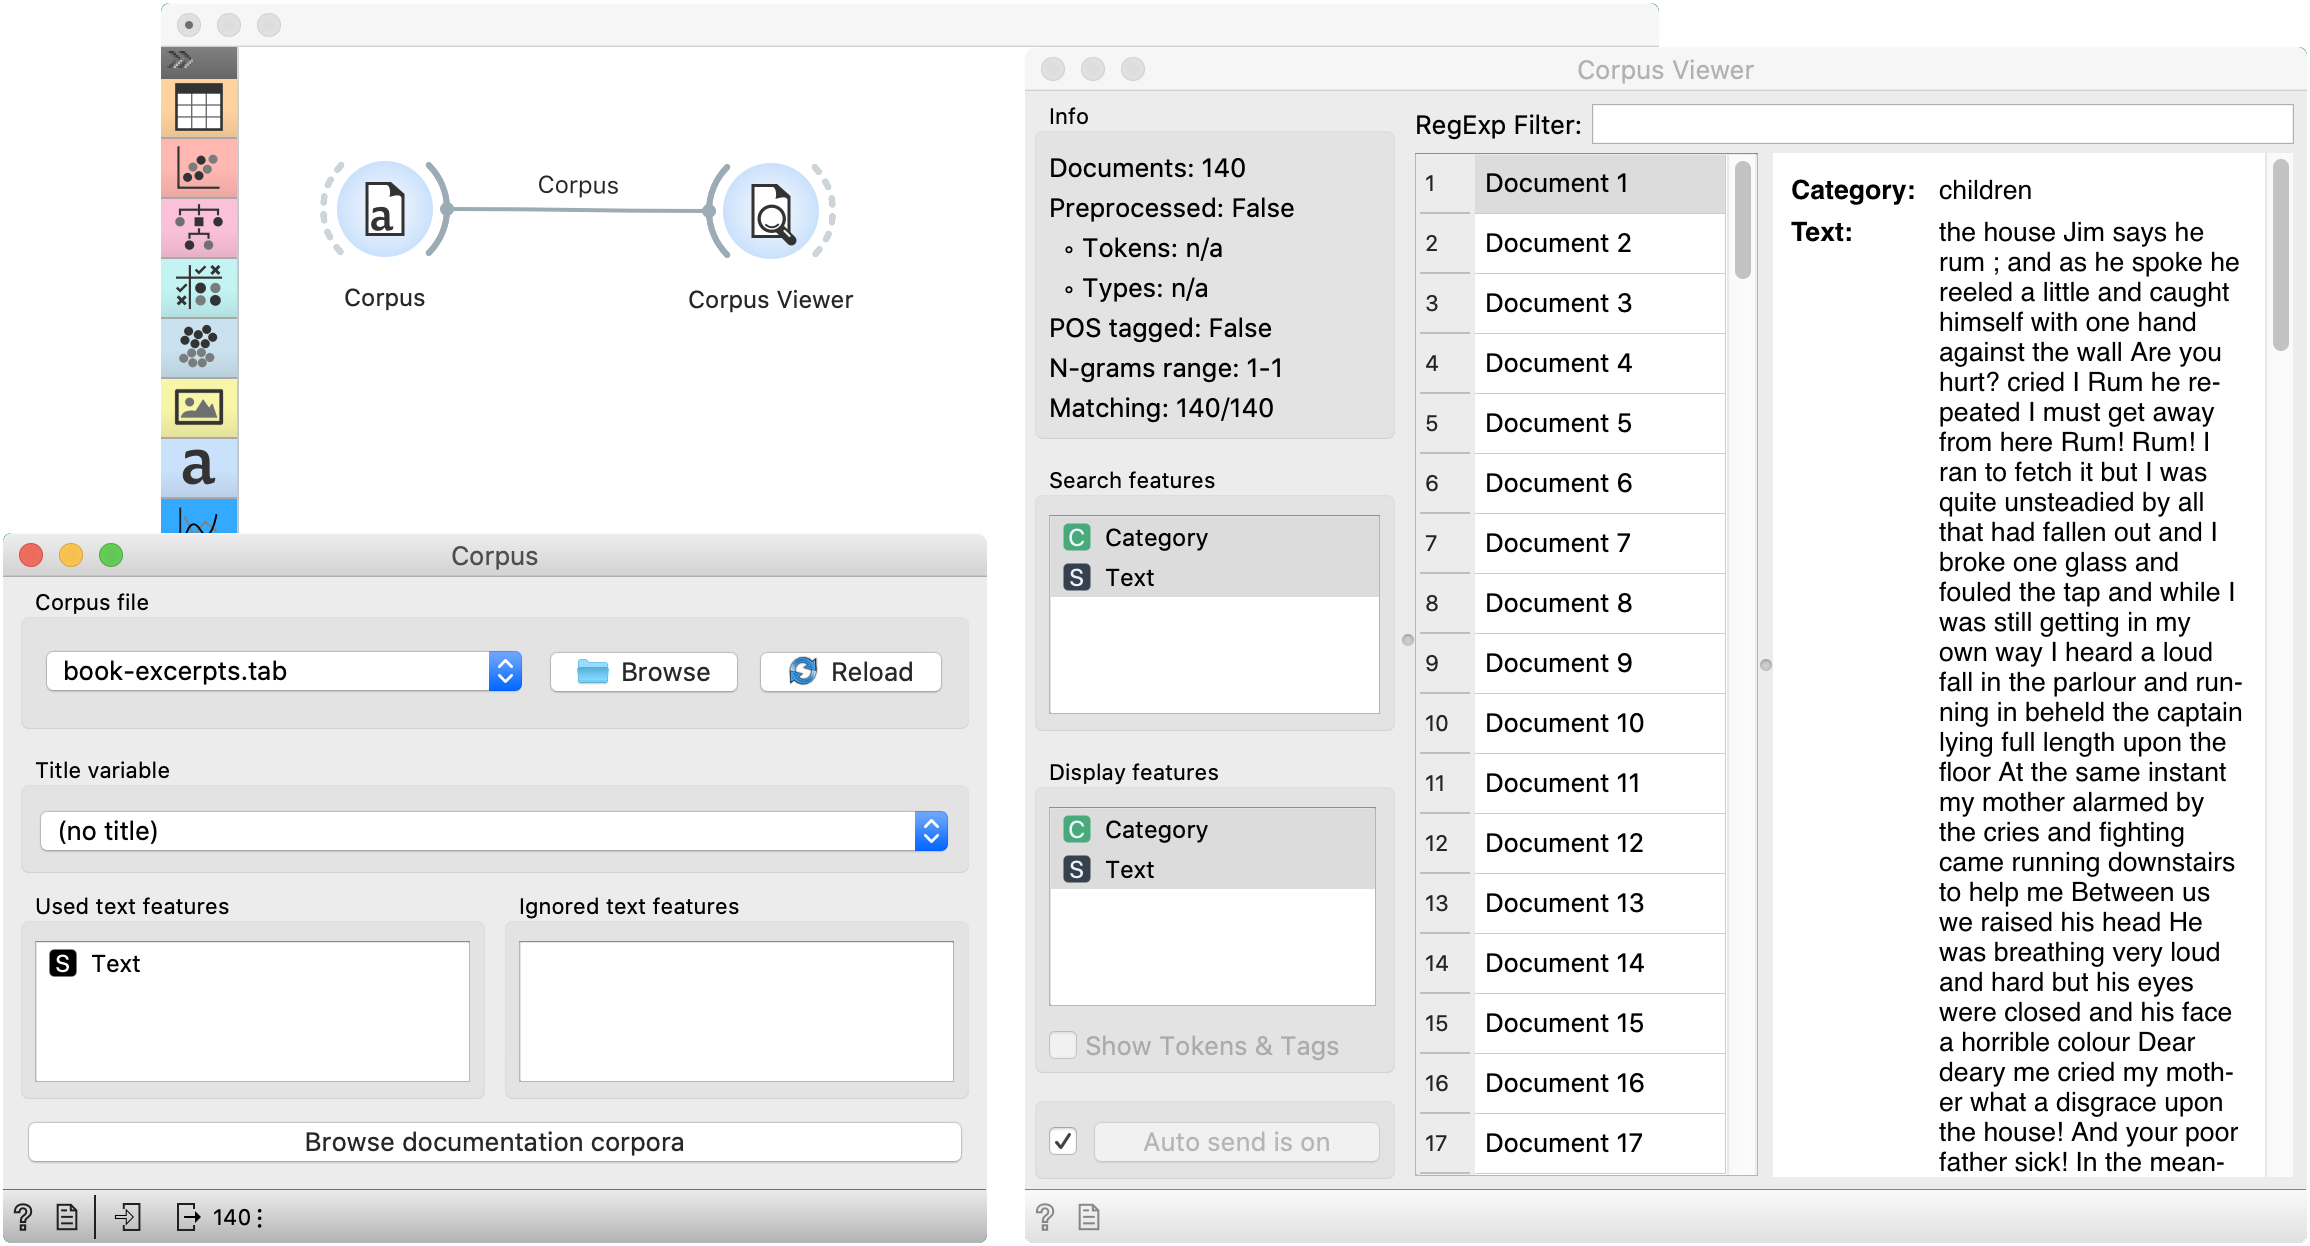 Corpus
Corpus
Corpus Viewer
a
a
Corpus
Corpus file
book-excerpts.tab
Browse
Reload
Title variable
(no title)
Used text features
Ignored text features
S Text
Browse documentation corpora
? 140
Corpus Viewer
Info
Documents: 140
Preprocessed: False
◦ Tokens: n/a
◦ Types: n/a
POS tagged: False
N-grams range: 1-1
Matching: 140/140
Search features
C Category
S Text
Display features
C Category
S Text
Show Tokens & Tags
Auto send is on
?
RegExp Filter:
1 Document 1
2 Document 2
3 Document 3
4 Document 4
5 Document 5
6 Document 6
7 Document 7
8 Document 8
9 Document 9
10 Document 10
11 Document 11
12 Document 12
13 Document 13
14 Document 14
15 Document 15
16 Document 16
17 Document 17
Category: children
Text: the house Jim says he
rum ; and as he spoke he
reeled a little and caught
himself with one hand
against the wall Are you
hurt? cried I Rum he re-
peated I must get away
from here Rum! Rum! I
ran to fetch it but I was
quite unsteadied by all
that had fallen out and I
broke one glass and
fouled the tap and while I
was still getting in my
own way I heard a loud
fall in the parlour and run-
ning in beheld the captain
lying full length upon the
floor At the same instant
my mother alarmed by
the cries and fighting
came running downstairs
to help me Between us
we raised his head He
was breathing very loud
and hard but his eyes
were closed and his face
a horrible colour Dear
deary me cried my moth-
er what a disgrace upon
the house! And your poor
father sick! In the mean-